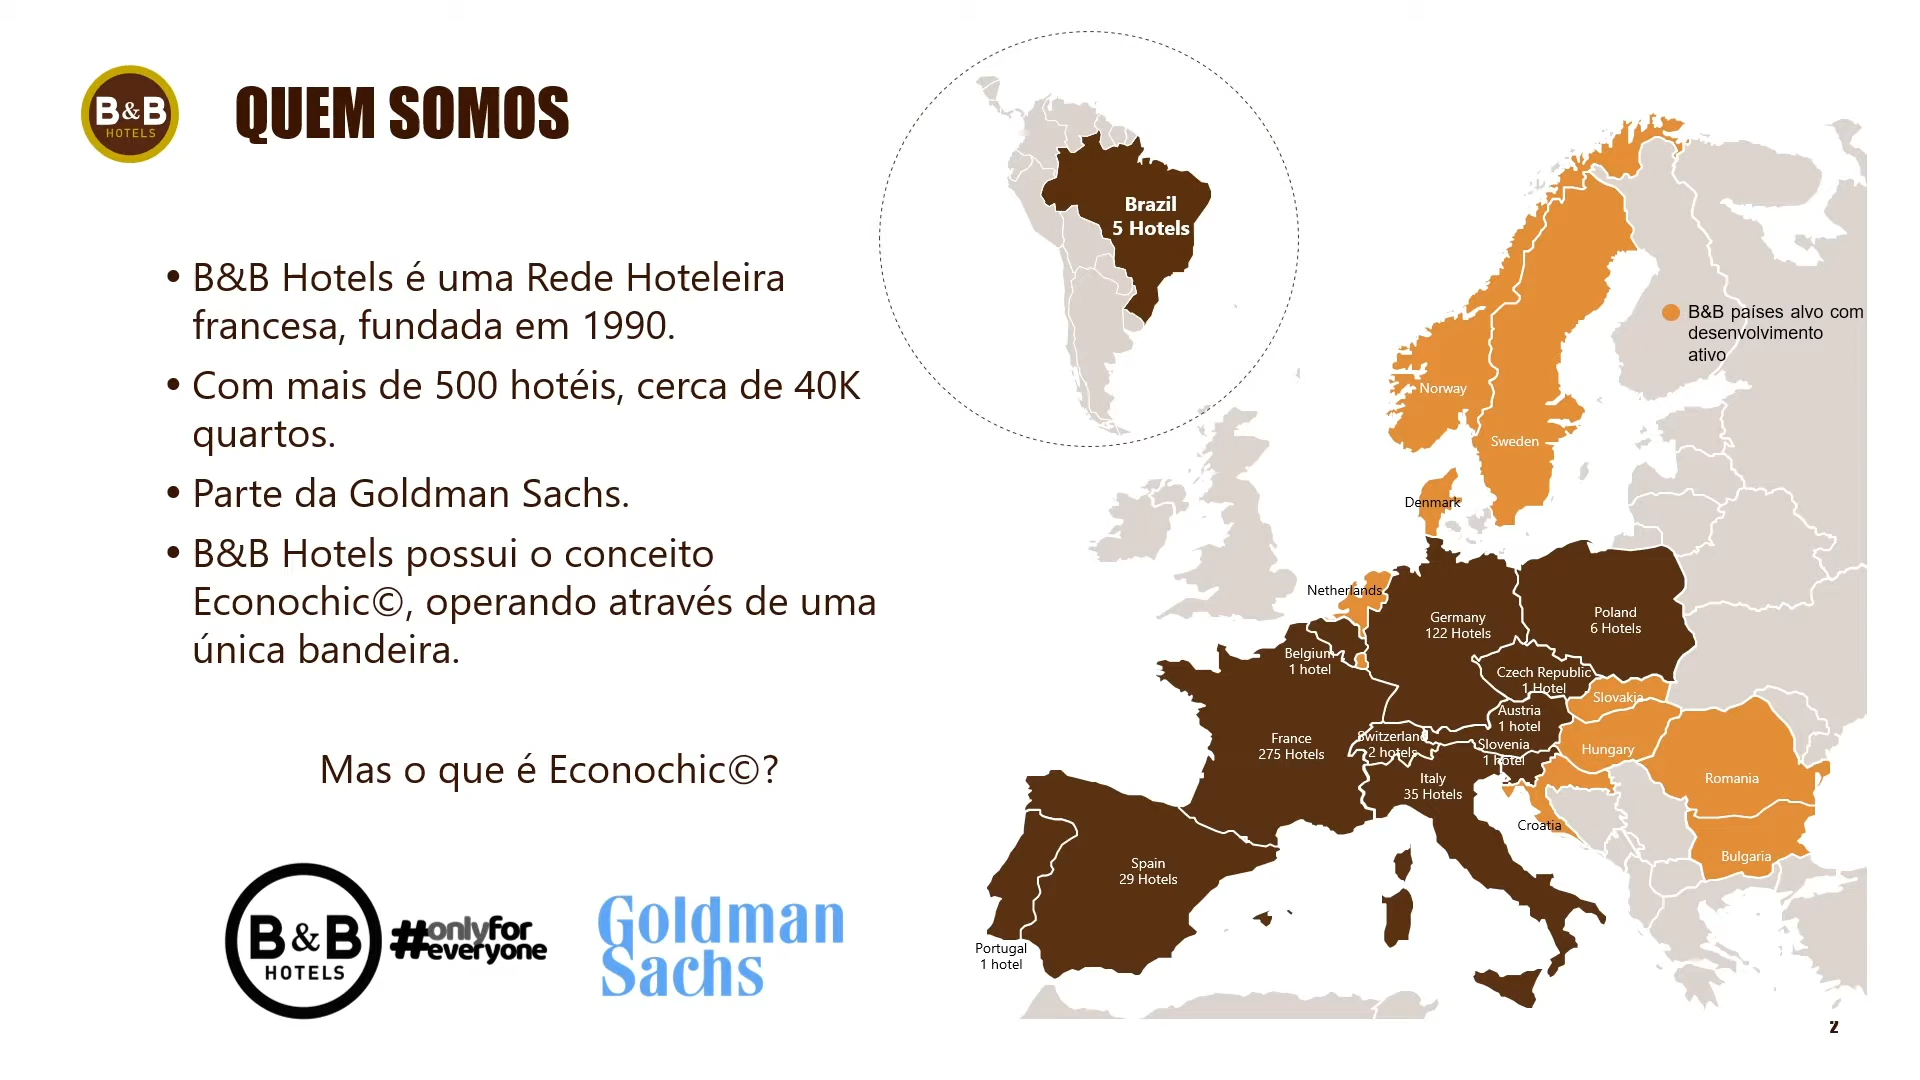 B&B
HOTELS
QUEM SOMOS
• B&B Hotels é uma Rede Hoteleira
francesa, fundada em 1990.
• Com mais de 500 hotéis, cerca de 40K
quartos.
• Parte da Goldman Sachs.
• B&B Hotels possui o conceito
Econochic©, operando através de uma
única bandeira.
Mas o que é Econochic©?
B&B
HOTELS
#onlyfor
everyone
Goldman
Sachs
Brazil
5 Hotels
B&B países alvo com
desenvolvimento
ativo
Norway
Sweden
Denmark
Netherlands
Germany
122 Hotels
Poland
6 Hotels
Belgium
1 hotel
Czech Republic
1 Hotel
Slovakia
Austria
1 hotel
France
275 Hotels
Switzerland
2 hotels
Slovenia
1 hotel
Hungary
Italy
35 Hotels
Romania
Croatia
Bulgaria
Spain
29 Hotels
Portugal
1 hotel
2